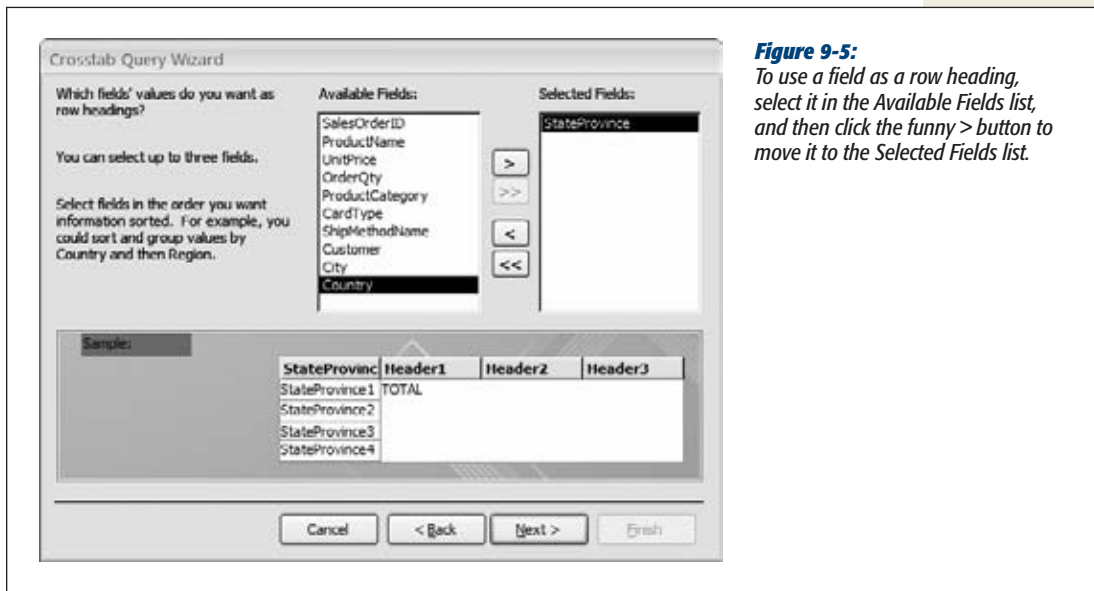 Crosstab Query Wizard
Which fields' values do you want as
row headings?
You can select up to three fields.
Select fields in the order you want
information sorted. For example, you
could sort and group values by
Country and then Region.
Available Fields:
SalesOrderID
ProductName
UnitPrice
OrderQty
ProductCategory
CardType
ShipMethodName
Customer
City
Country
>
>>
<
<<
Selected Fields:
StateProvince
Sample:
StateProvinc Header1 Header2 Header3
StateProvince1 TOTAL
StateProvince2
StateProvince3
StateProvince4
Cancel
< Back
Next >
Finish
Figure 9-5:
To use a field as a row heading,
select it in the Available Fields list,
and then click the funny > button to
move it to the Selected Fields list.